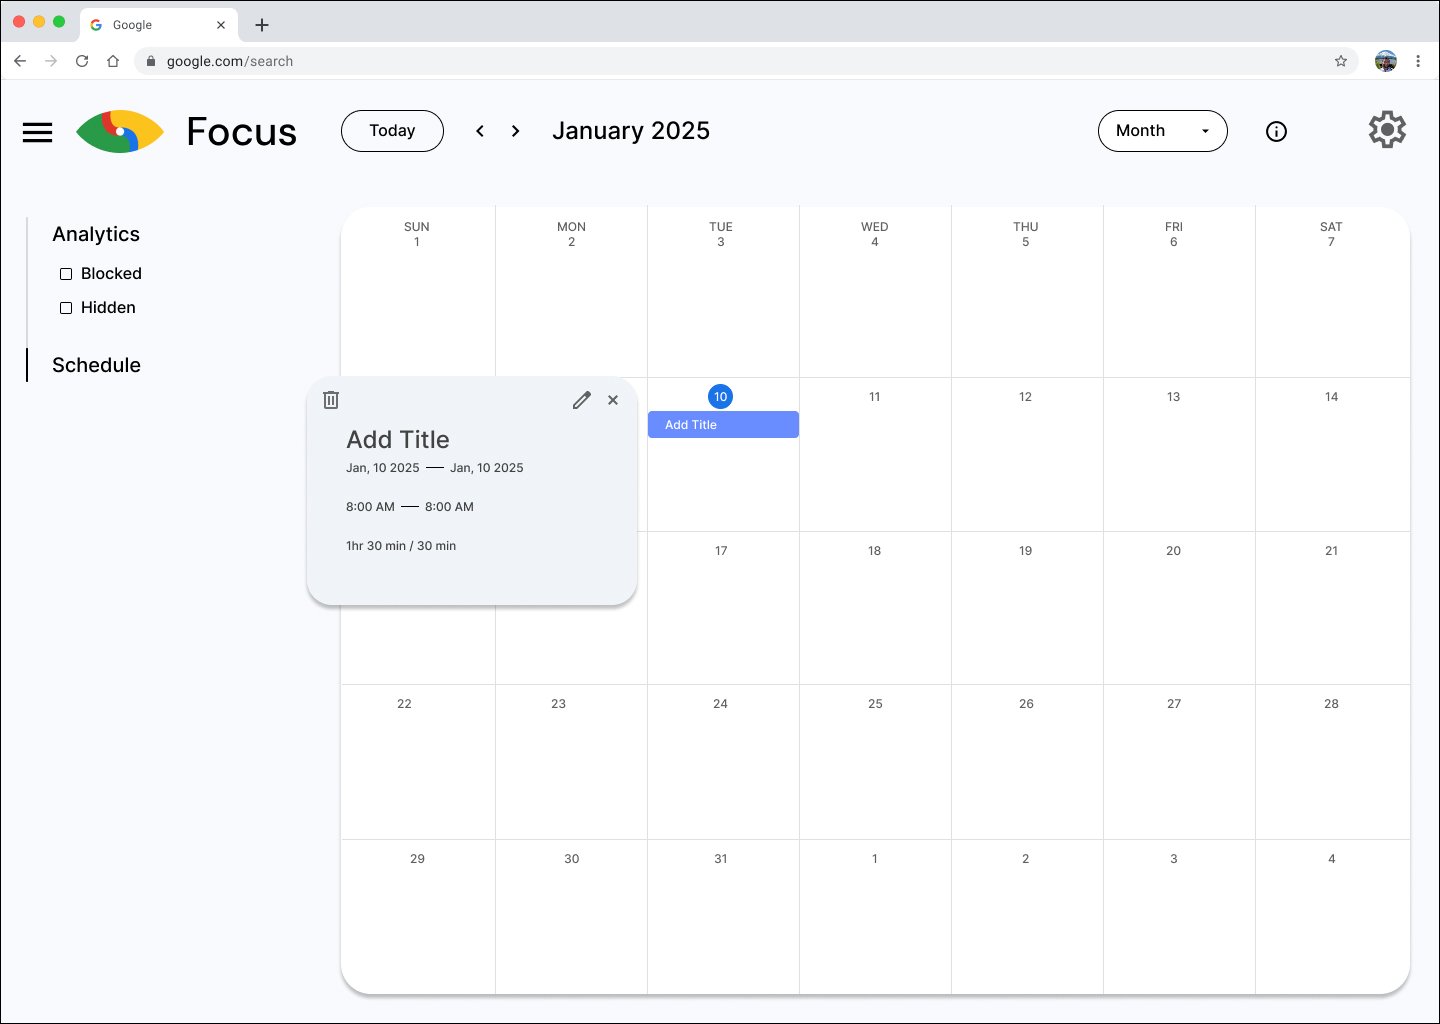 Google
google.com/search
Focus
Today
January 2025
Month
Analytics
Blocked
Hidden
Schedule
SUN MON TUE WED THU FRI SAT
1 2 3 4 5 6 7
10 11 12 13 14
Add Title
Add Title
Jan, 10 2025 — Jan, 10 2025
8:00 AM — 8:00 AM
1hr 30 min / 30 min
17 18 19 20 21
22 23 24 25 26 27 28
29 30 31 1 2 3 4